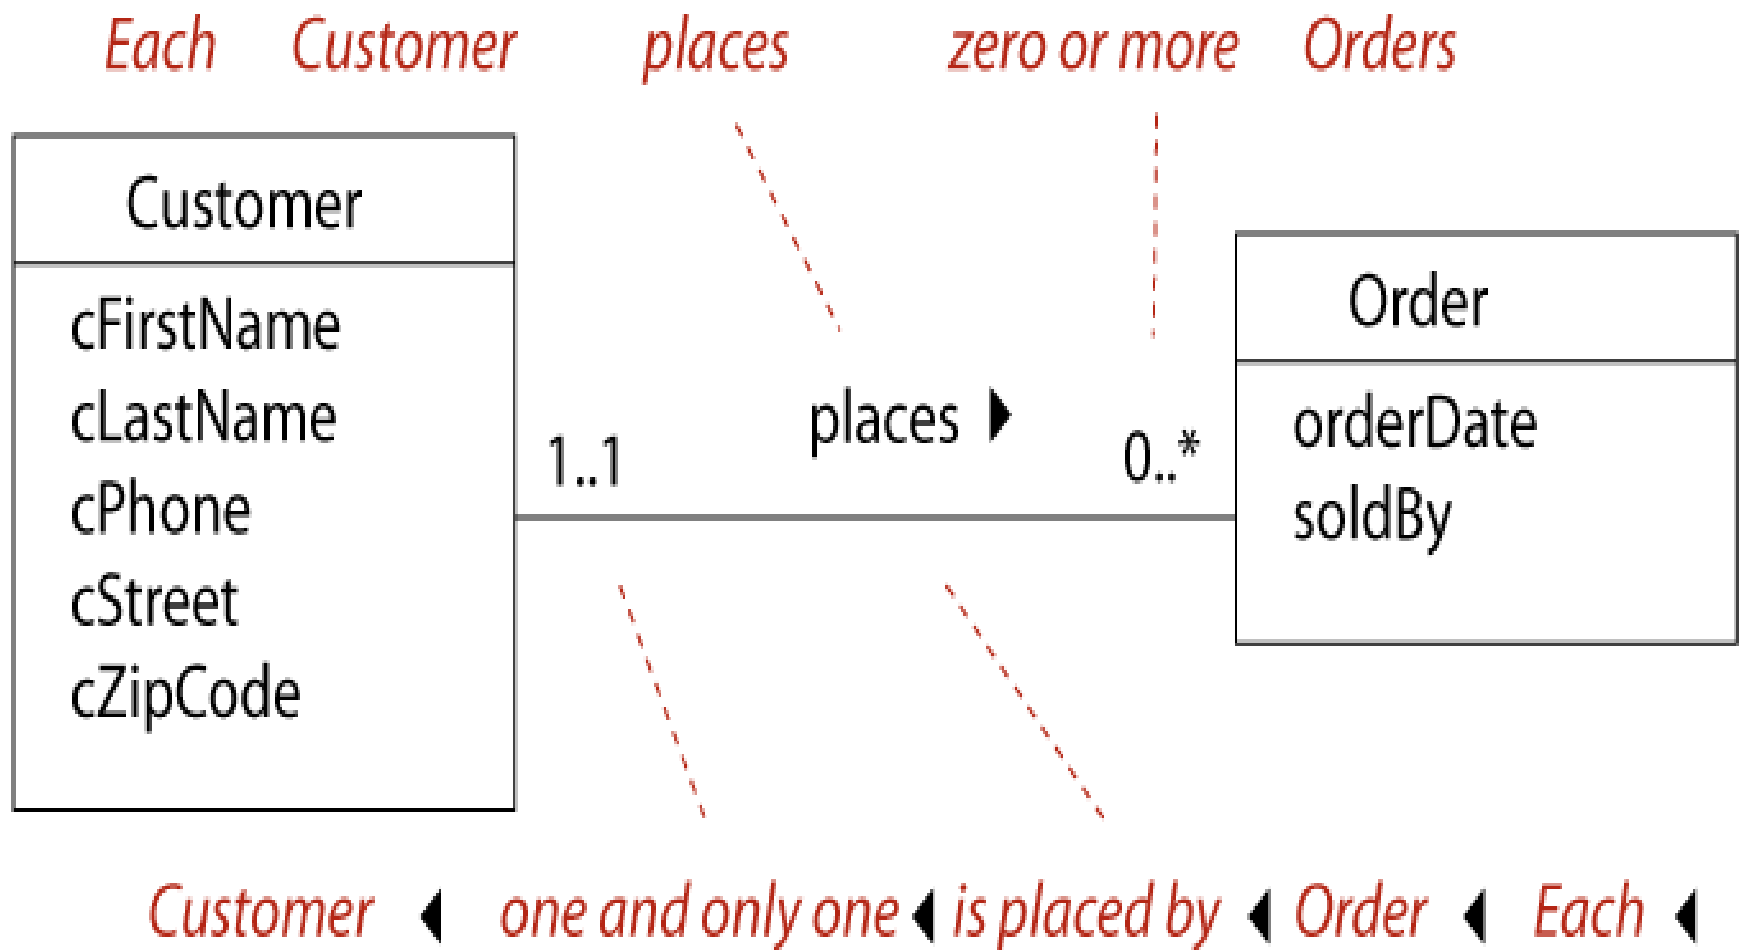 Each Customer places zero or more Orders
Customer
cFirstName
cLastName
cPhone
cStreet
cZipCode
1..1
places
0..*
Order
orderDate
soldBy
Customer one and only one is placed by Order Each